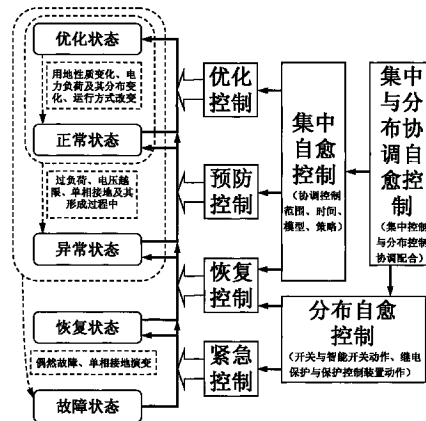 优化状态
用地性质变化、电
力负荷及其分布变
化、运行方式改变
正常状态
过负荷、电压越
限、单相接地及其
形成过程中
异常状态
恢复状态
偶然故障、单相接地演变
故障状态
优化
控制
预防
控制
恢复
控制
紧急
控制
集中
自愈
控制
(协调控制
范围、时间、
模型、策略)
集中
与分
布协
调自
愈控
制
(集中控制
与分布控制
协调配合)
分布自愈
控制
(开关与智能开关动作、继电
保护与保护控制装置动作)